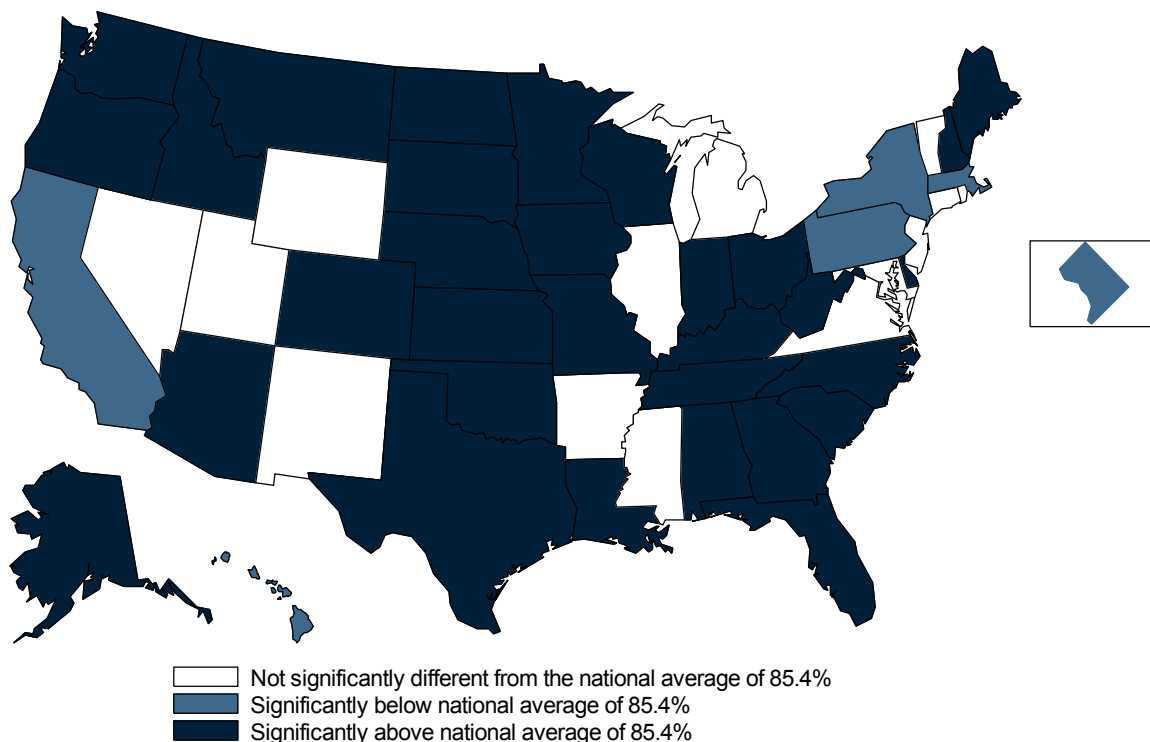 Not significantly different from the national average of 85.4%
Significantly below national average of 85.4%
Significantly above national average of 85.4%